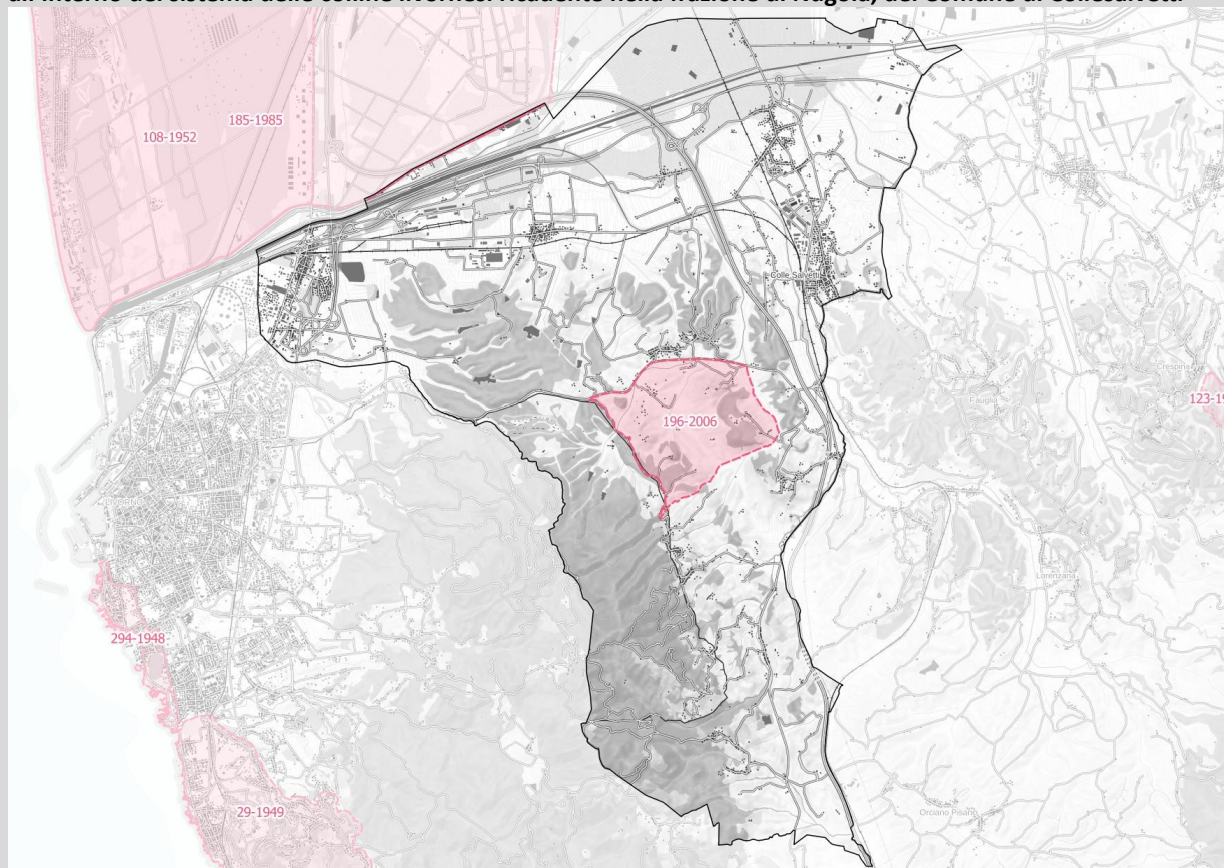 all'interno del sistema delle colline livornesi ricadente nella frazione di Nugola, del Comune di Collesalvetti
108-1952
185-1985
Colle Salvetti
Crespina
Fauglia
123-19
196-2006
Livorno
Lorenzana
294-1948
29-1949
Orciano Pisano